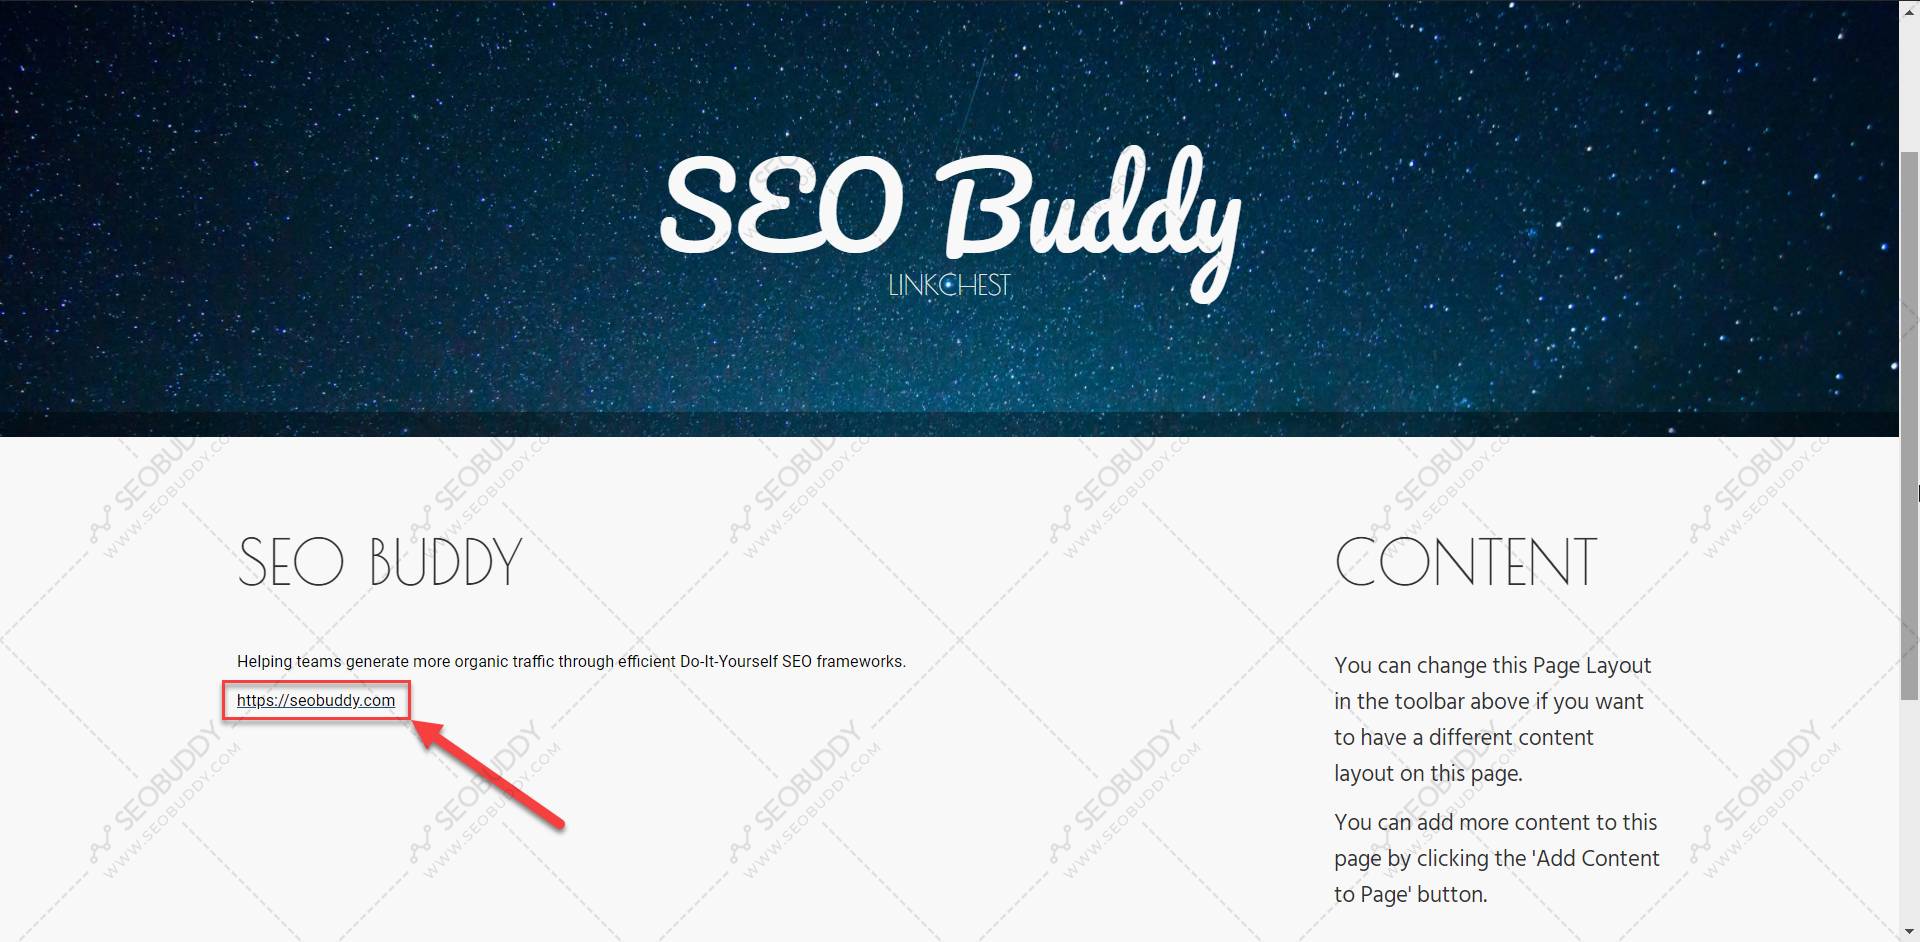 SEO Buddy
LINKCHEST
SEO BUDDY
Helping teams generate more organic traffic through efficient Do-It-Yourself SEO frameworks.
https://seobuddy.com
CONTENT
You can change this Page Layout
in the toolbar above if you want
to have a different content
layout on this page.
You can add more content to this
page by clicking the 'Add Content
to Page' button.
SEOBUDDY
WWW.SEOBUDDY.COM